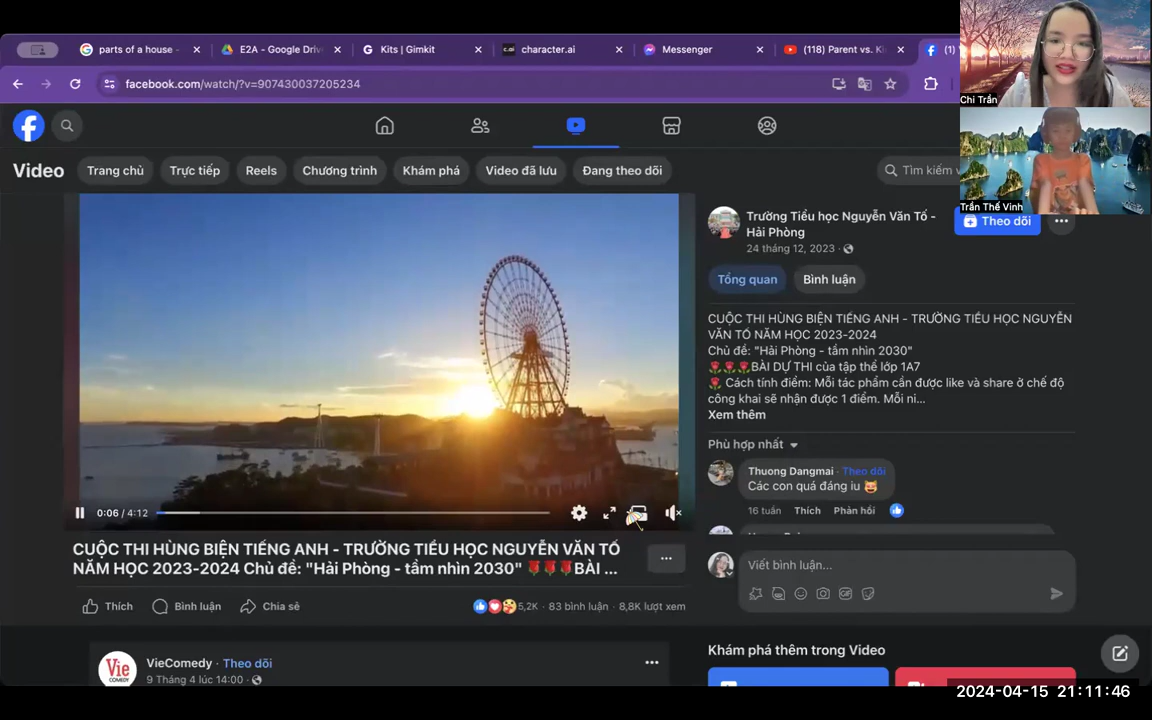 parts of a house -
E2A - Google Driv
Kits | Gimkit
c.ai
character.ai
Messenger
(118) Parent vs. Ki
(1)
facebook.com/watch/?v=907430037205234
Chi Trần
Trần Thế Vinh
Video
Trang chủ
Trực tiếp
Reels
Chương trình
Khám phá
Video đã lưu
Đang theo dõi
Tìm kiếm v
Trường Tiểu học Nguyễn Văn Tố -
Hải Phòng
24 tháng 12, 2023
Theo dõi
Tổng quan
Bình luận
CUỘC THI HÙNG BIỆN TIẾNG ANH - TRƯỜNG TIỂU HỌC NGUYỄN
VĂN TỐ NĂM HỌC 2023-2024
Chủ đề: "Hải Phòng - tầm nhìn 2030"
🌹🌹🌹BÀI DỰ THI của tập thể lớp 1A7
🌹 Cách tính điểm: Mỗi tác phẩm cần được like và share ở chế độ
công khai sẽ nhận được 1 điểm. Mỗi ni...
Xem thêm
Phù hợp nhất
Thuong Dangmai · Theo dõi
Các con quá đáng iu 😻
16 tuần Thích Phản hồi
Viết bình luận...
0:06 / 4:12
CUỘC THI HÙNG BIỆN TIẾNG ANH - TRƯỜNG TIỂU HỌC NGUYỄN VĂN TỐ
NĂM HỌC 2023-2024 Chủ đề: "Hải Phòng - tầm nhìn 2030" 🌹🌹🌹BÀI ...
Thích
Bình luận
Chia sẻ
5,2K · 83 bình luận · 8,8K lượt xem
Vie
COMEDY
VieComedy · Theo dõi
9 Tháng 4 lúc 14:00 ·
Khám phá thêm trong Video
2024-04-15 21:11:46